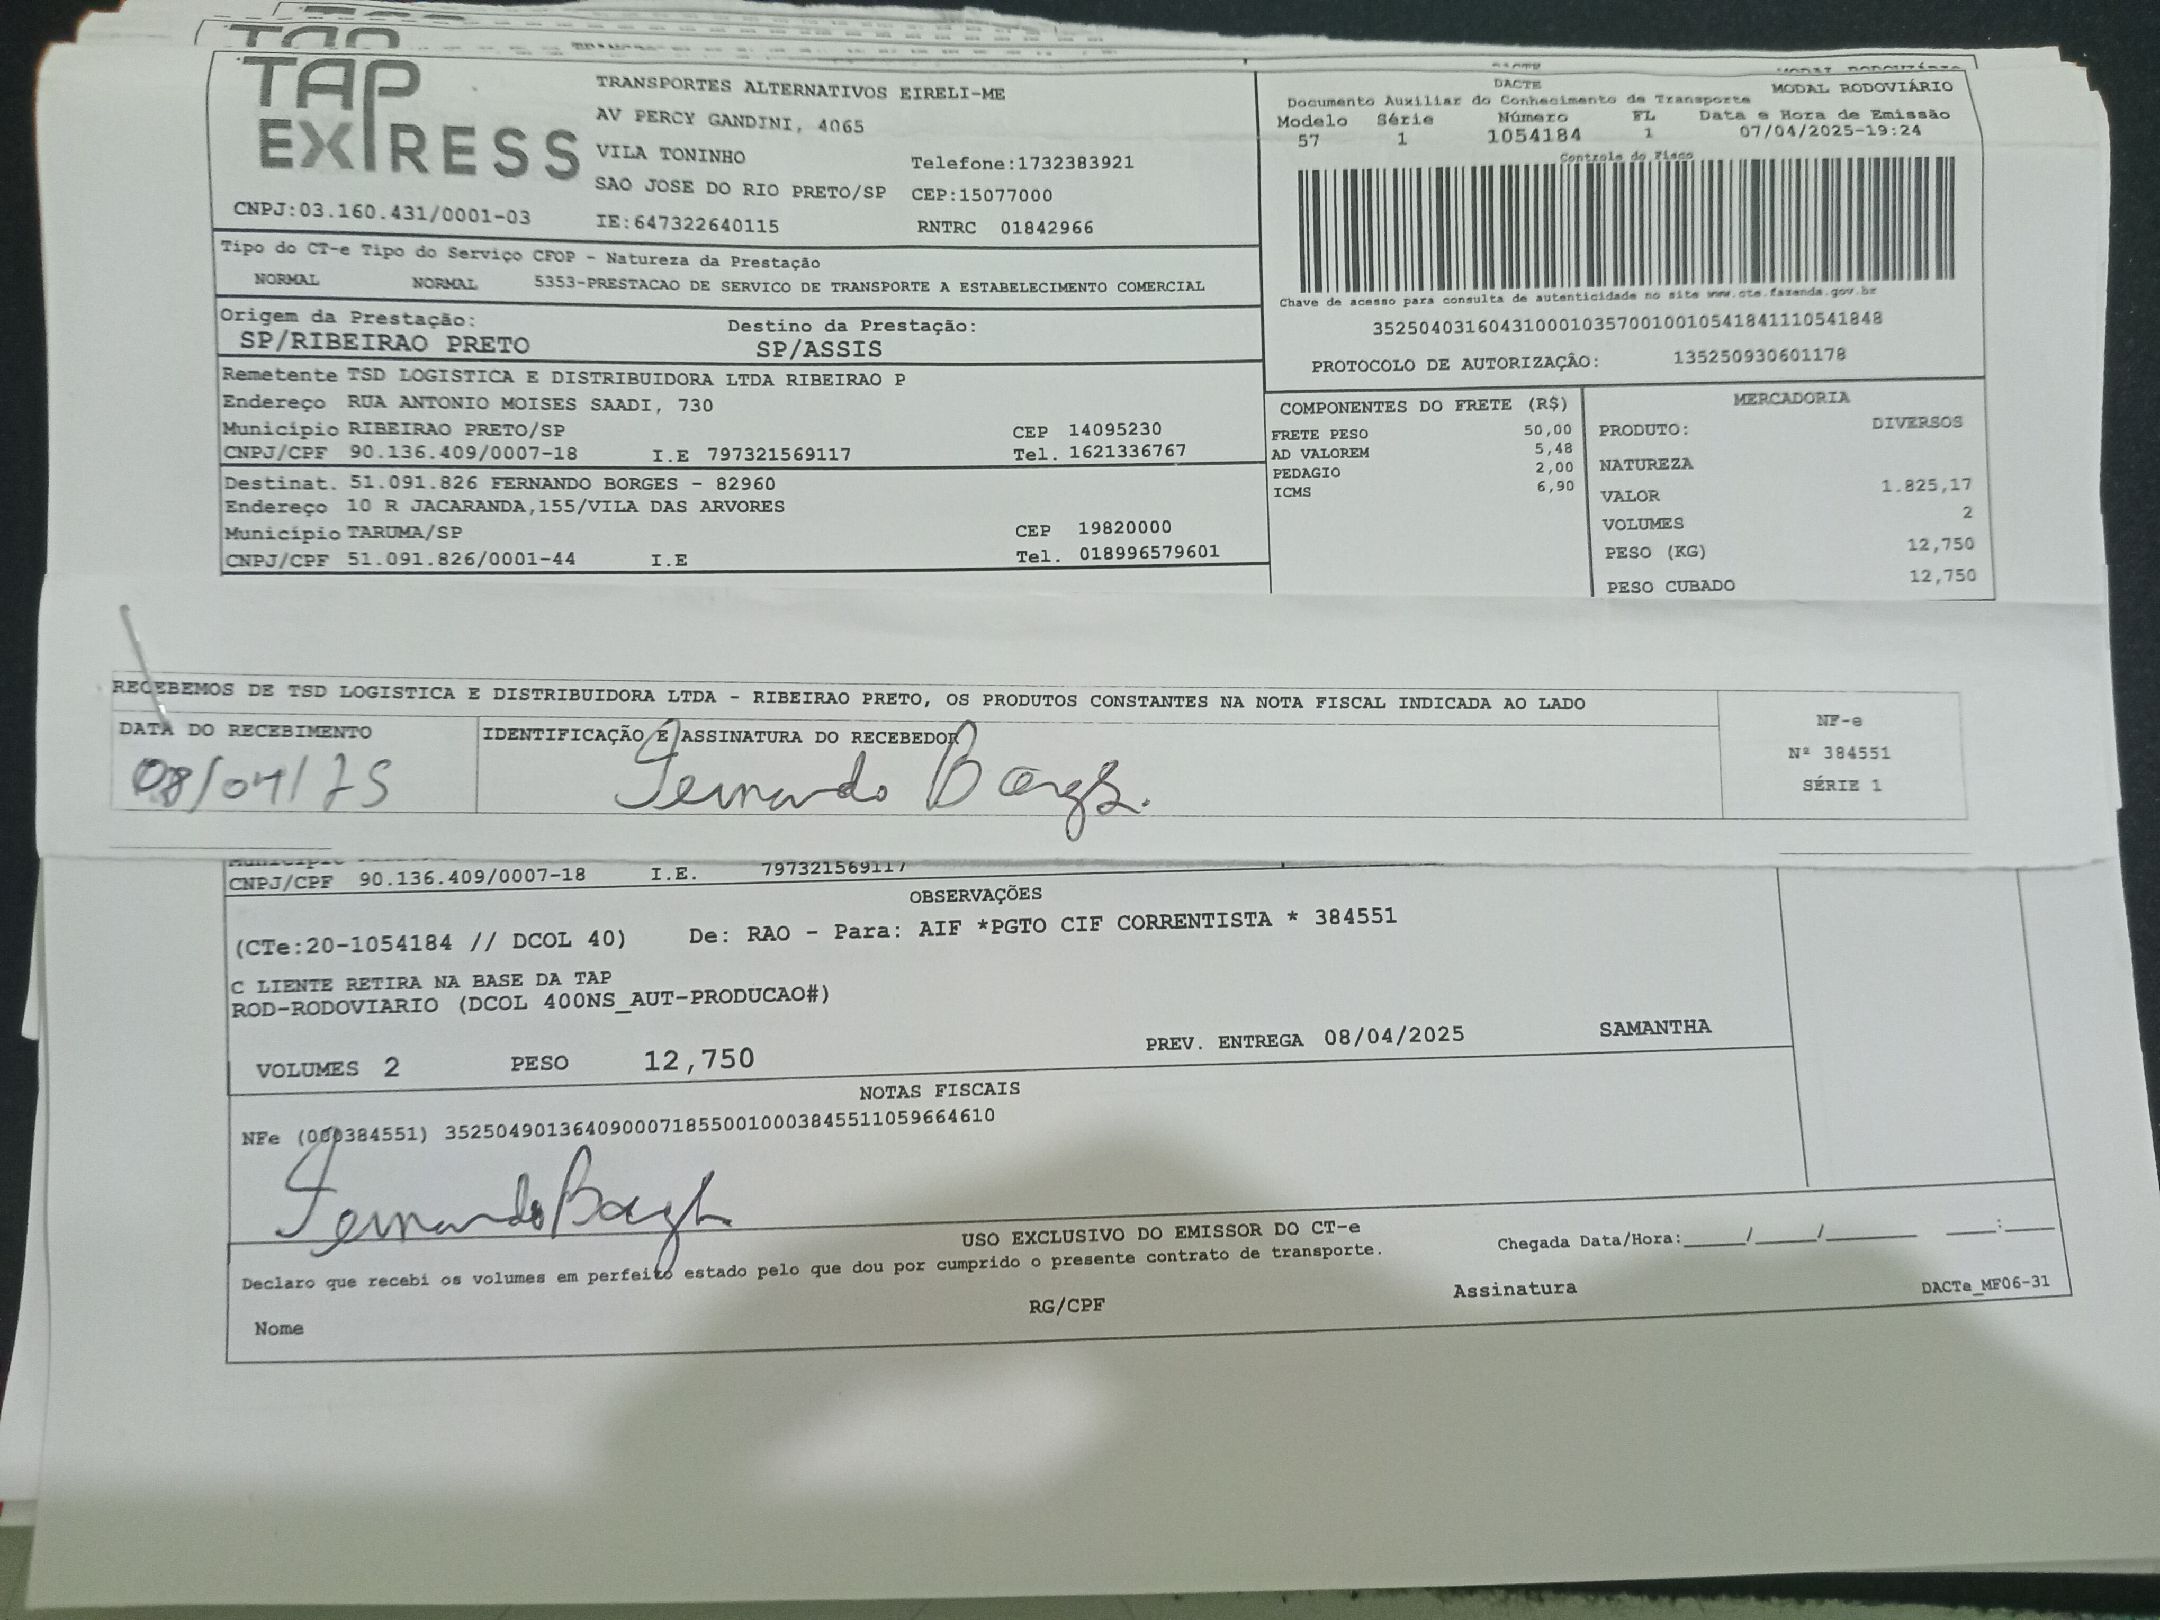 TAP
EXPRESS
TRANSPORTES ALTERNATIVOS EIRELI-ME
AV PERCY GANDINI, 4065
VILA TONINHO Telefone:1732383921
SAO JOSE DO RIO PRETO/SP CEP:15077000
CNPJ:03.160.431/0001-03 IE:647322640115 RNTRC 01842966
DACTE MODAL RODOVIÁRIO
Documento Auxiliar do Conhecimento de Transporte
Modelo Série Número FL Data e Hora de Emissão
57 1 1054184 1 07/04/2025-19:24
Controle do Fisco
Chave de acesso para consulta de autenticidade no site www.cte.fazenda.gov.br
35250403160431000103570010010541841110541848
PROTOCOLO DE AUTORIZAÇÂO: 135250930601178
Tipo do CT-e Tipo do Serviço CFOP - Natureza da Prestação
NORMAL NORMAL 5353-PRESTACAO DE SERVICO DE TRANSPORTE A ESTABELECIMENTO COMERCIAL
Origem da Prestação: Destino da Prestação:
SP/RIBEIRAO PRETO SP/ASSIS
Remetente TSD LOGISTICA E DISTRIBUIDORA LTDA RIBEIRAO P
Endereço RUA ANTONIO MOISES SAADI, 730
Município RIBEIRAO PRETO/SP CEP 14095230
CNPJ/CPF 90.136.409/0007-18 I.E 797321569117 Tel. 1621336767
Destinat. 51.091.826 FERNANDO BORGES - 82960
Endereço 10 R JACARANDA,155/VILA DAS ARVORES
Município TARUMA/SP CEP 19820000
CNPJ/CPF 51.091.826/0001-44 I.E Tel. 018996579601
COMPONENTES DO FRETE (R$)
FRETE PESO 50,00
AD VALOREM 5,48
PEDAGIO 2,00
ICMS 6,90
MERCADORIA
PRODUTO: DIVERSOS
NATUREZA
VALOR 1.825,17
VOLUMES 2
PESO (KG) 12,750
PESO CUBADO 12,750
RECEBEMOS DE TSD LOGISTICA E DISTRIBUIDORA LTDA - RIBEIRAO PRETO, OS PRODUTOS CONSTANTES NA NOTA FISCAL INDICADA AO LADO
DATA DO RECEBIMENTO IDENTIFICAÇÃO E ASSINATURA DO RECEBEDOR
08/04/25 Fernando Borges.
NF-e
Nº 384551
SÉRIE 1
CNPJ/CPF 90.136.409/0007-18 I.E. 797321569117
OBSERVAÇÕES
(CTe:20-1054184 // DCOL 40) De: RAO - Para: AIF *PGTO CIF CORRENTISTA * 384551
C LIENTE RETIRA NA BASE DA TAP
ROD-RODOVIARIO (DCOL 400NS_AUT-PRODUCAO#)
VOLUMES 2 PESO 12,750 PREV. ENTREGA 08/04/2025 SAMANTHA
NOTAS FISCAIS
NFe (000384551) 35250490136409000718550010003845511059664610
Fernando Borges
USO EXCLUSIVO DO EMISSOR DO CT-e
Declaro que recebi os volumes em perfeito estado pelo que dou por cumprido o presente contrato de transporte.
Chegada Data/Hora:_____/_____/_______ ____:____
Nome RG/CPF Assinatura DACTe_MF06-31